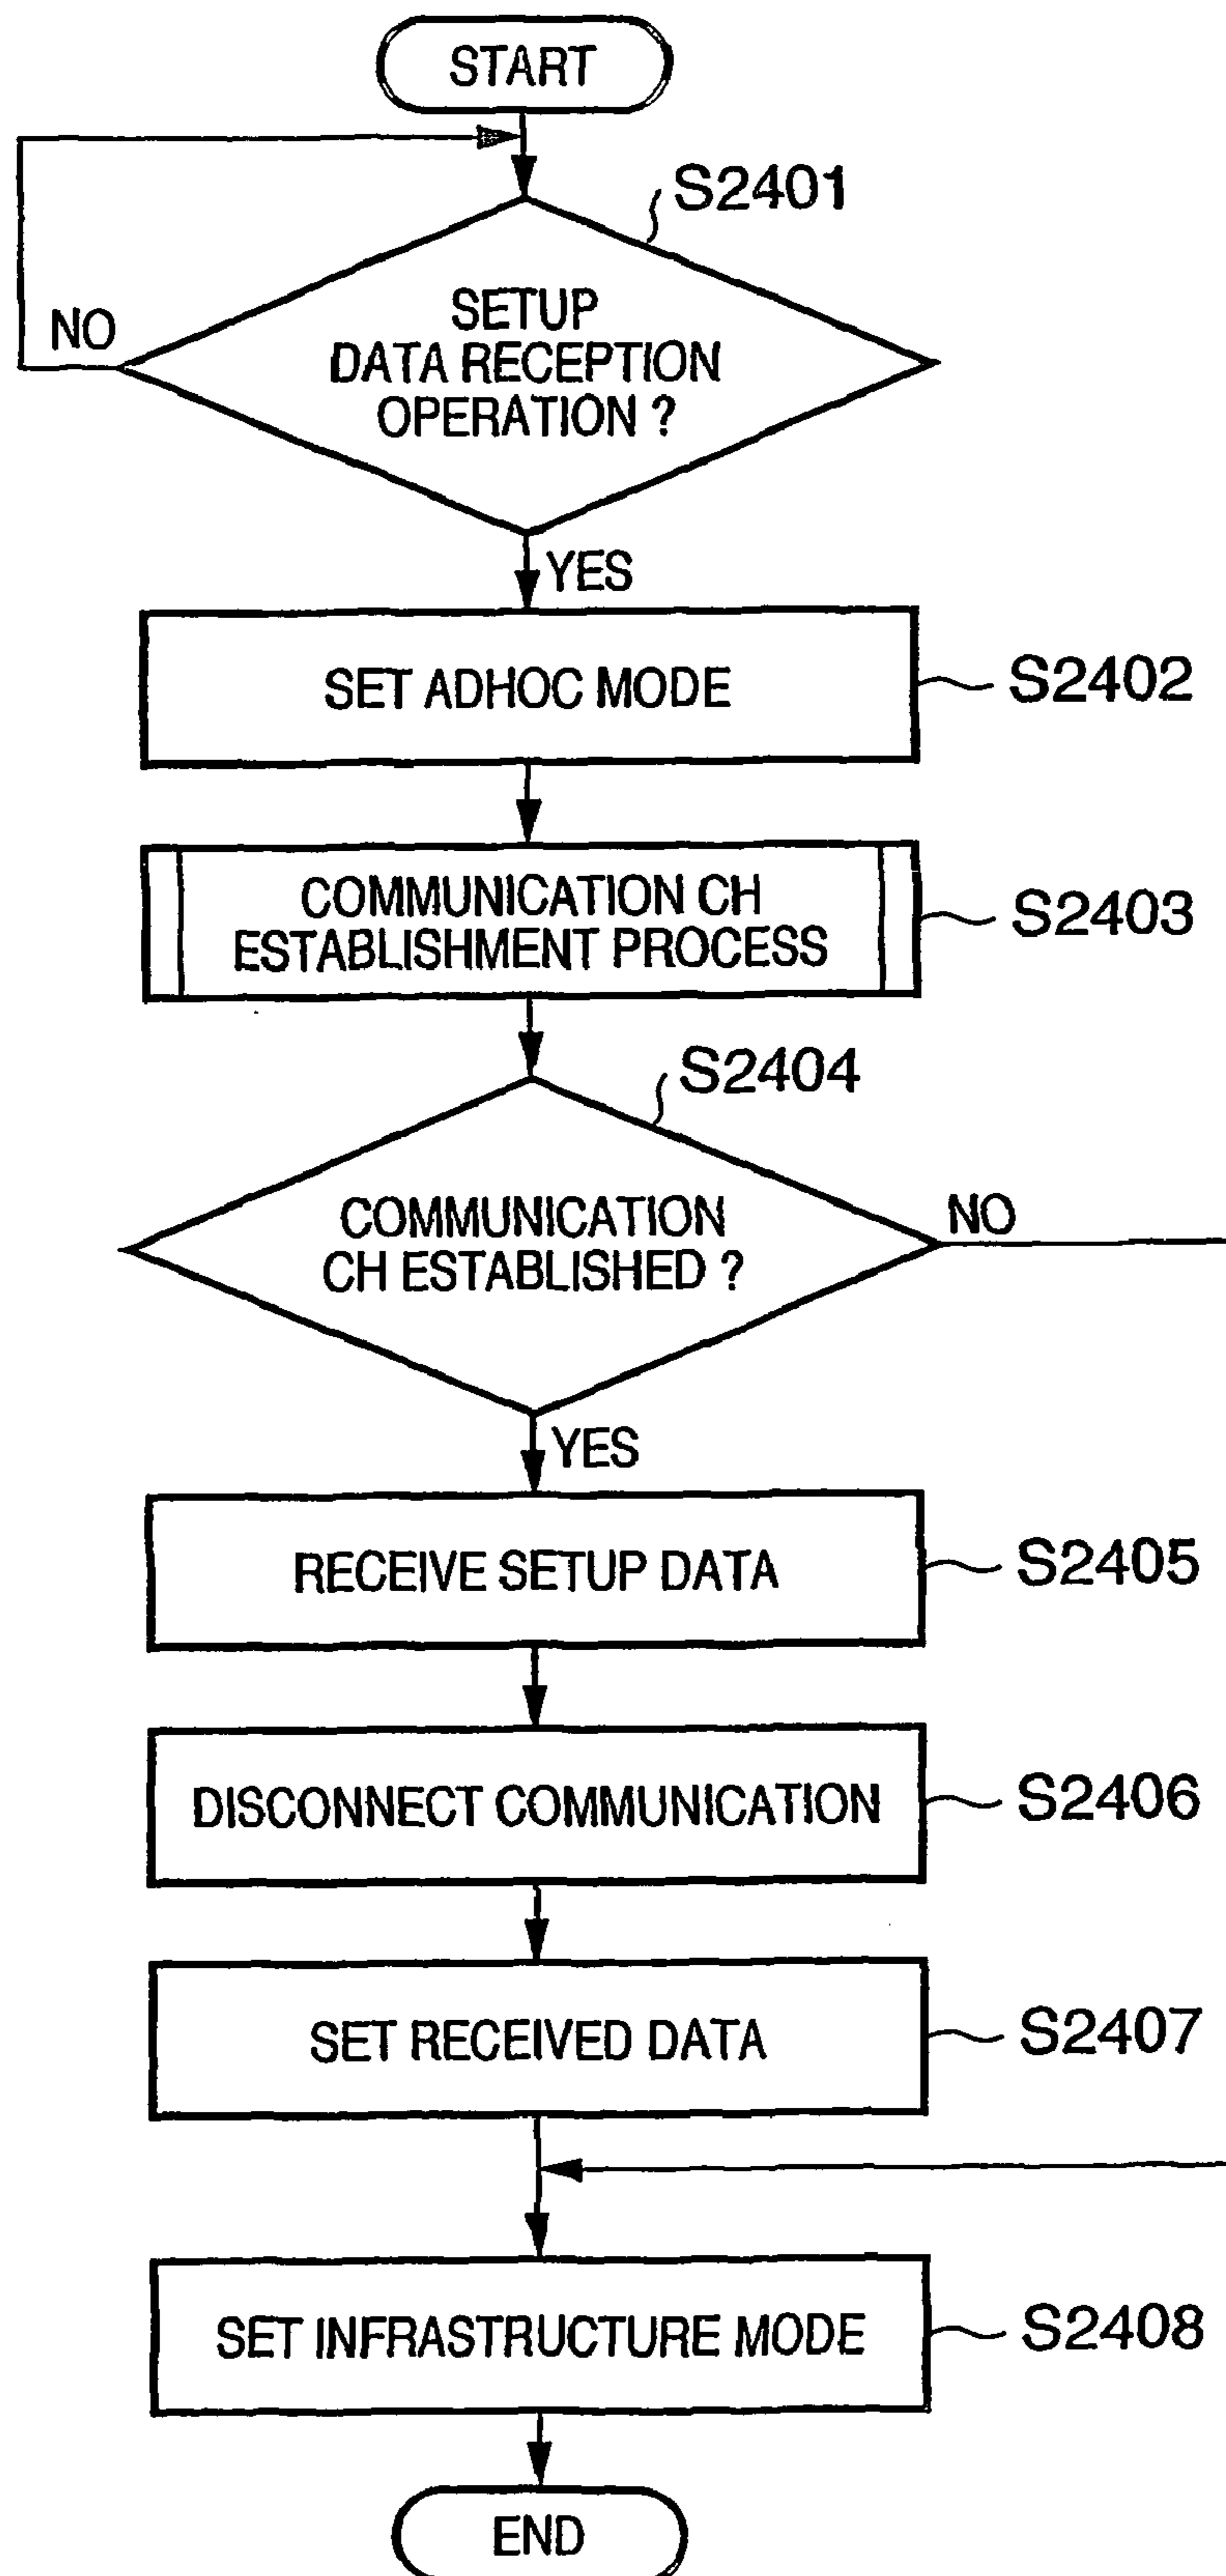 START
S2401
NO
SETUP
DATA RECEPTION
OPERATION ?
YES
SET ADHOC MODE
S2402
COMMUNICATION CH
ESTABLISHMENT PROCESS
S2403
S2404
COMMUNICATION
CH ESTABLISHED ?
NO
YES
RECEIVE SETUP DATA
S2405
DISCONNECT COMMUNICATION
S2406
SET RECEIVED DATA
S2407
SET INFRASTRUCTURE MODE
S2408
END